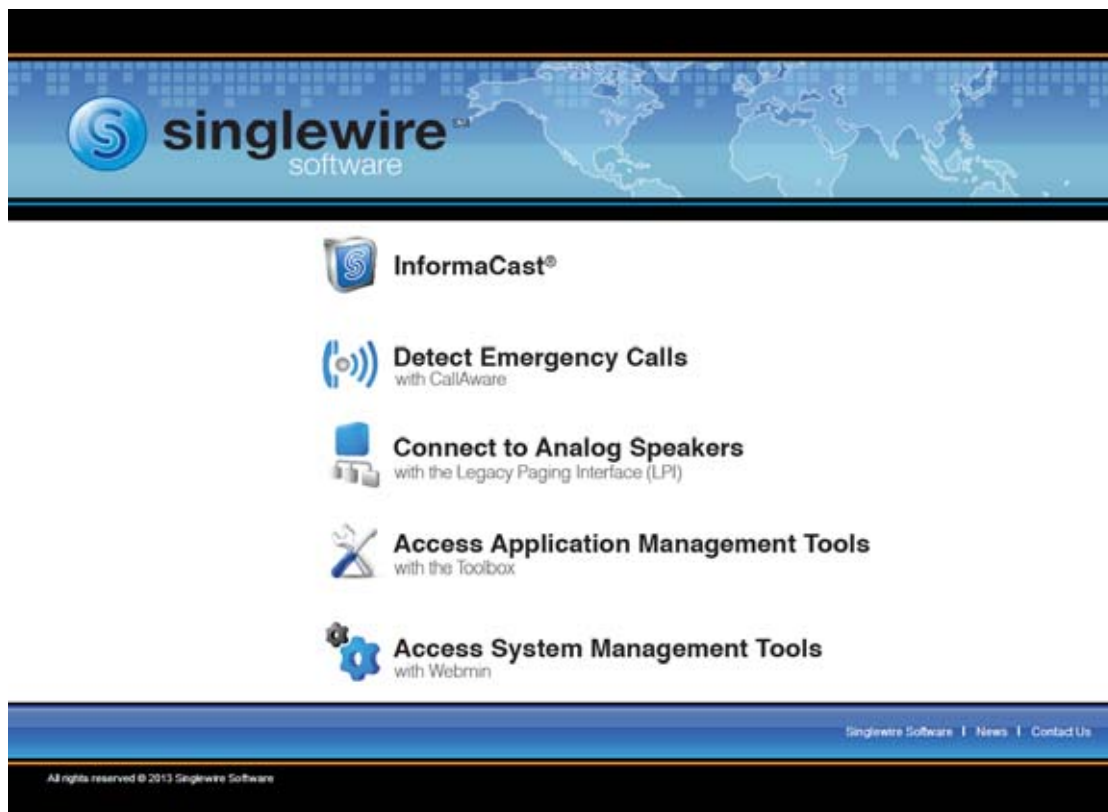 singlewire
software
InformaCast®
Detect Emergency Calls
with CallAware
Connect to Analog Speakers
with the Legacy Paging Interface (LPI)
Access Application Management Tools
with the Toolbox
Access System Management Tools
with Webmin
Singlewire Software | News | Contact Us
All rights reserved © 2013 Singlewire Software